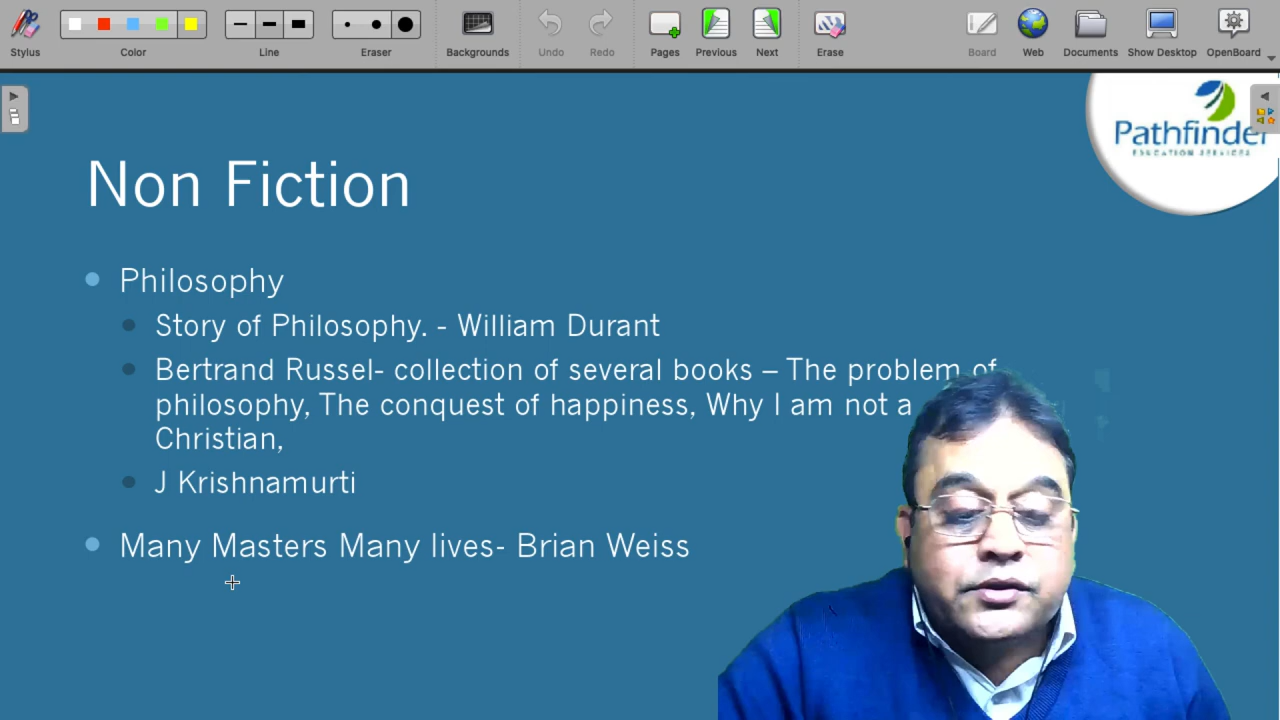 Stylus
Color
Line
Eraser
Backgrounds
Undo
Redo
Pages
Previous
Next
Erase
Board
Web
Documents
Show Desktop
OpenBoard
Pathfinder
EDUCATION SERVICES
Non Fiction
Philosophy
Story of Philosophy. - William Durant
Bertrand Russel- collection of several books – The problem of
philosophy, The conquest of happiness, Why I am not a
Christian,
J Krishnamurti
Many Masters Many lives- Brian Weiss